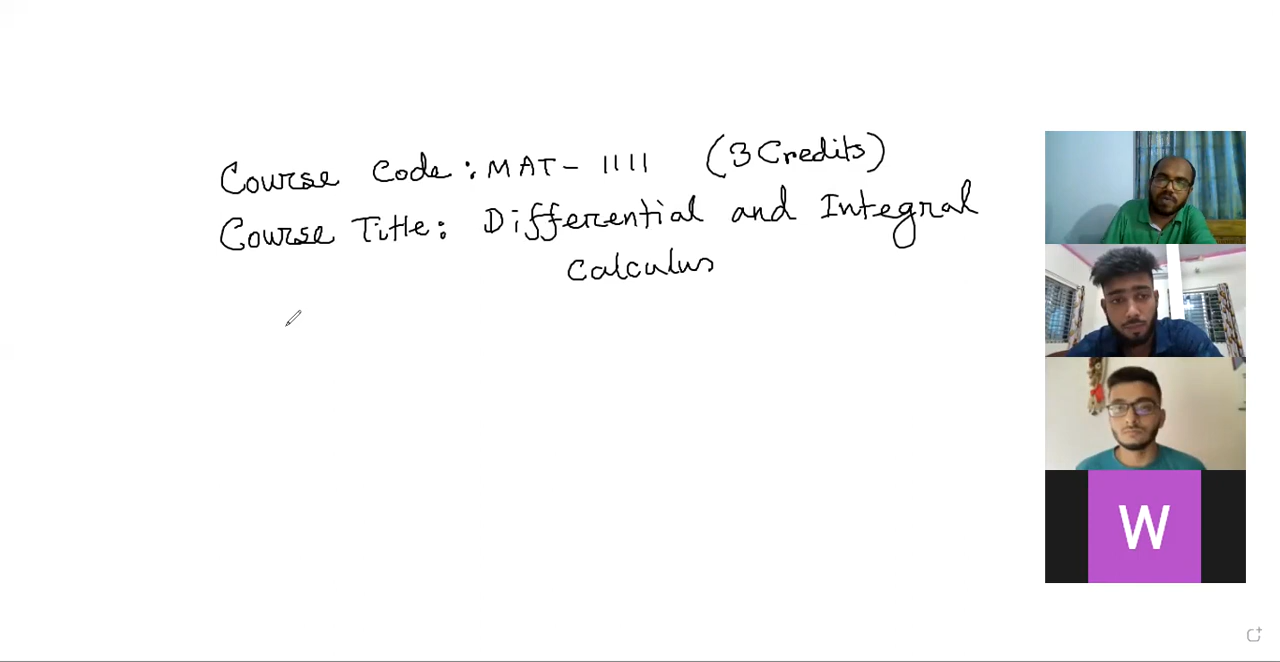 Course Code : MAT - 1111 (3 Credits)
Course Title : Differential and Integral
Calculus
W